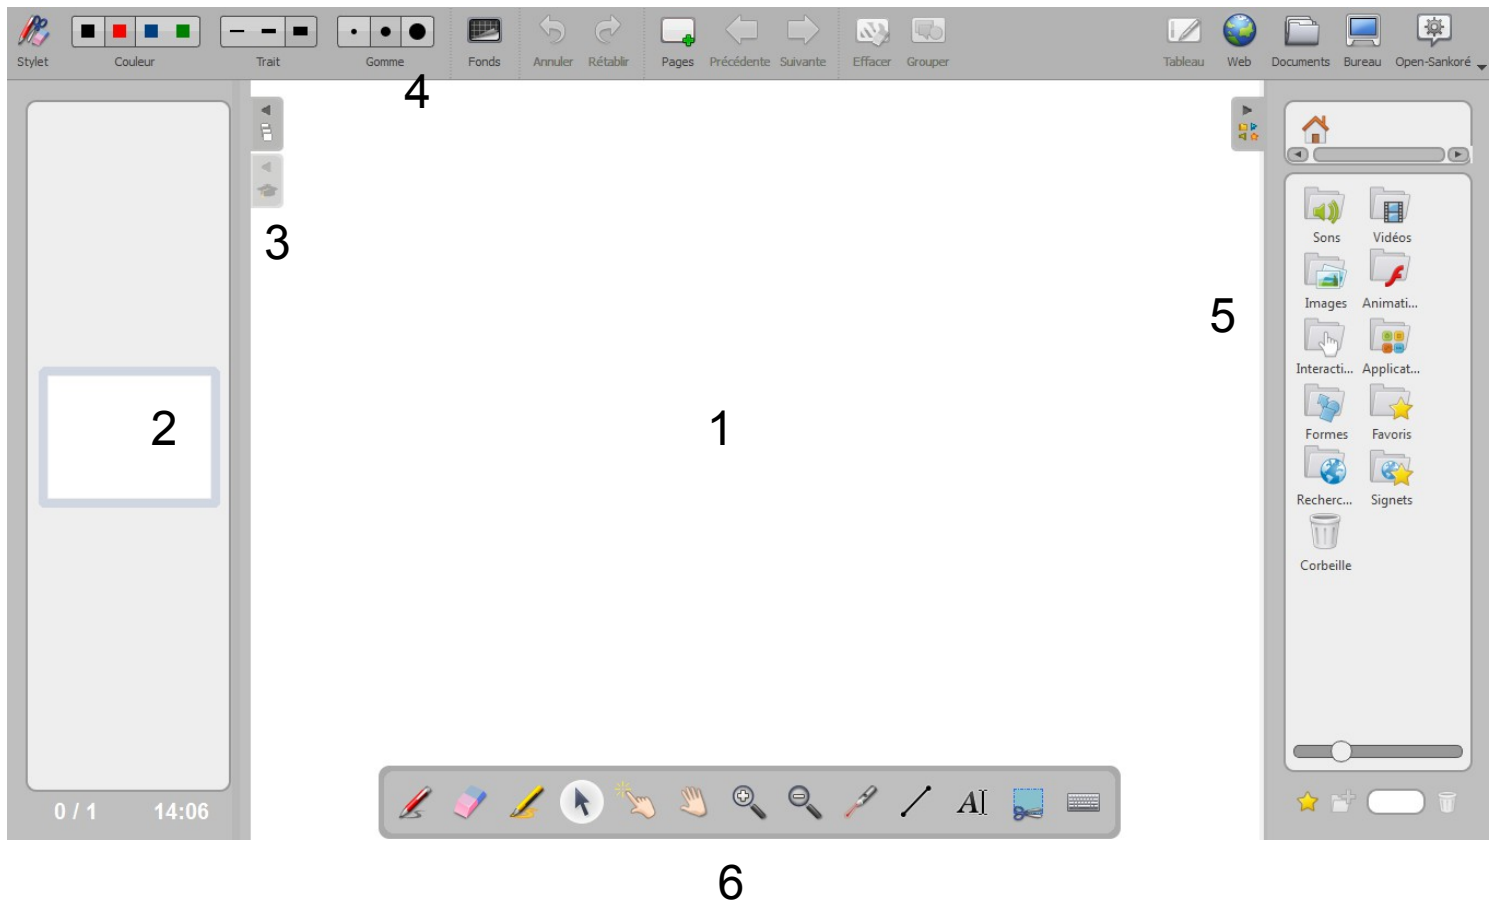 Stylet Couleur Trait Gomme Fonds Annuler Rétablir Pages Précédente Suivante Effacer Grouper Tableau Web Documents Bureau Open-Sankoré
4
3
5
2
1
Sons Vidéos
Images Animati...
Interacti... Applicat...
Formes Favoris
Recherc... Signets
Corbeille
0 / 1 14:06
A
6